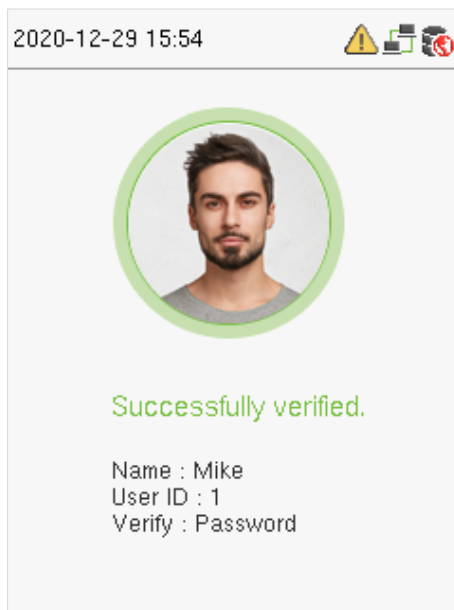 2020-12-29 15:54
Successfully verified.
Name : Mike
User ID : 1
Verify : Password